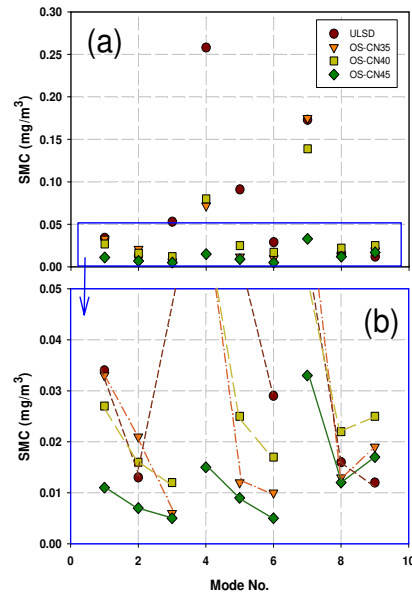 (a)
ULSD
OS-CN35
OS-CN40
OS-CN45
SMC (mg/m³)
0.30
0.25
0.20
0.15
0.10
0.05
0.00
(b)
SMC (mg/m³)
0.05
0.04
0.03
0.02
0.01
0.00
0 2 4 6 8 10
Mode No.